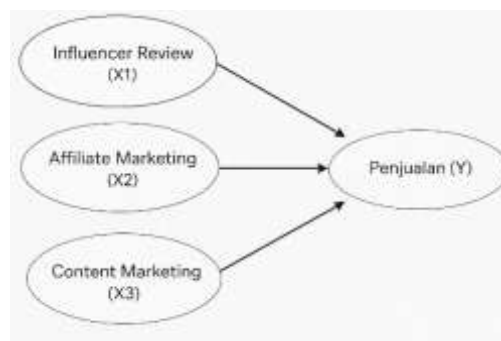 Influencer Review
(X1)
Affiliate Marketing
(X2)
Penjualan (Y)
Content Marketing
(X3)